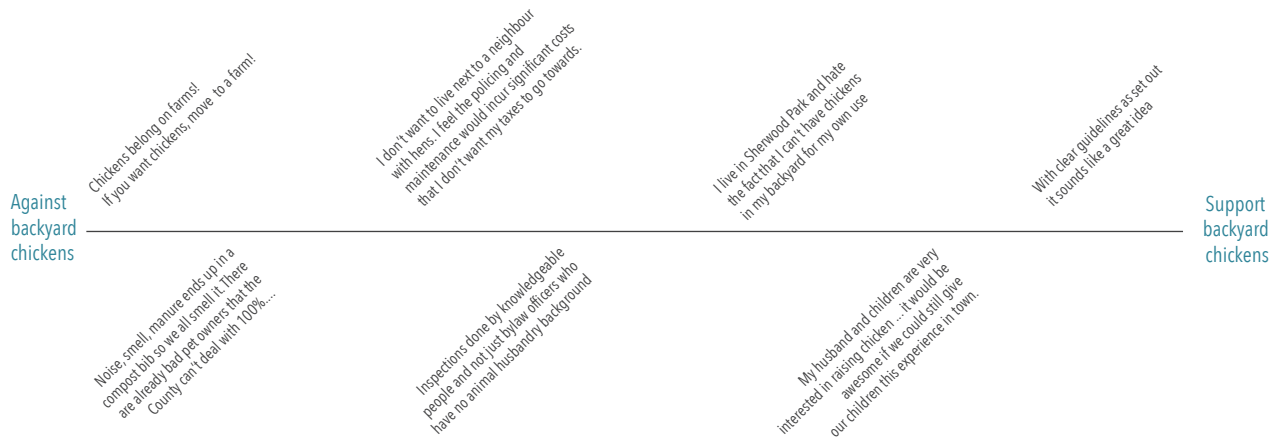 Chickens belong on farms!
If you want chickens, move to a farm!
I don't want to live next to a neighbour
with hens. I feel the policing and
maintenance would incur significant costs
that I don't want my taxes to go towards.
I live in Sherwood Park and hate
the fact that I can't have chickens
in my backyard for my own use
With clear guidelines as set out
it sounds like a great idea
Against
backyard
chickens
Support
backyard
chickens
Noise, smell, manure ends up in a
compost bib so we all smell it. There
are already bad pet owners that the
County can't deal with 100%....
Inspections done by knowledgeable
people and not just bylaw officers who
have no animal husbandry background
My husband and children are very
interested in raising chicken ... it would be
awesome if we could still give
our children this experience in town.